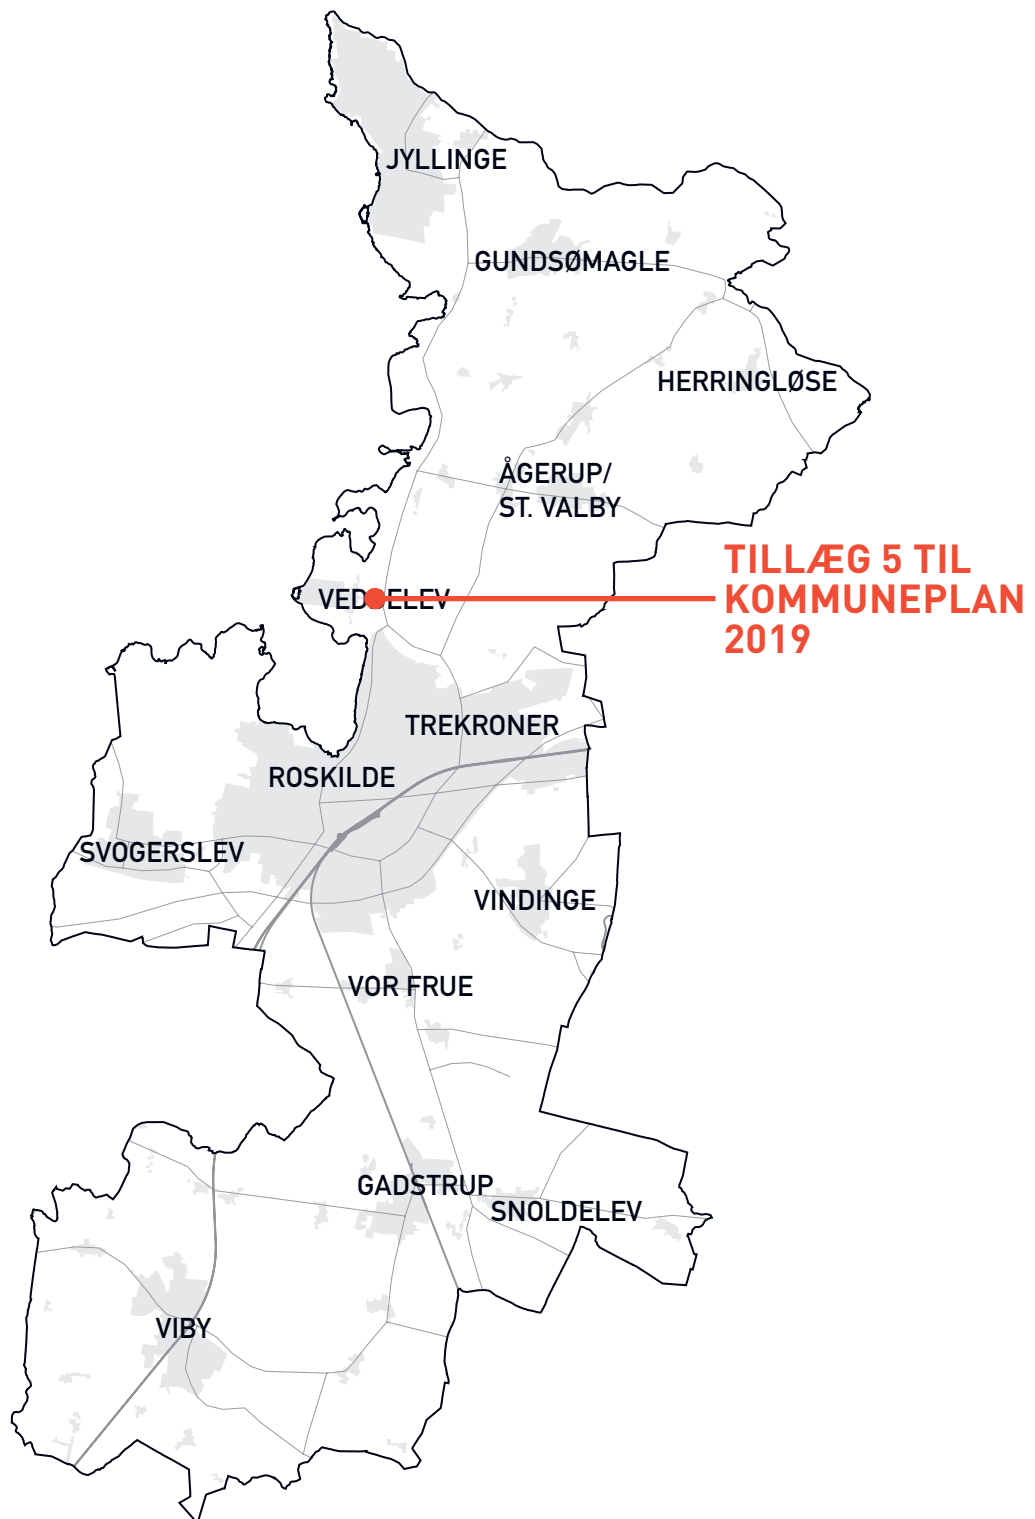 JYLLINGE
GUNDSØMAGLE
HERRINGLØSE
ÅGERUP/
ST. VALBY
TILLÆG 5 TIL
KOMMUNEPLAN
2019
VEDDELEV
TREKRONER
ROSKILDE
SVOGERSLEV
VINDINGE
VOR FRUE
GADSTRUP
SNOLDELEV
VIBY